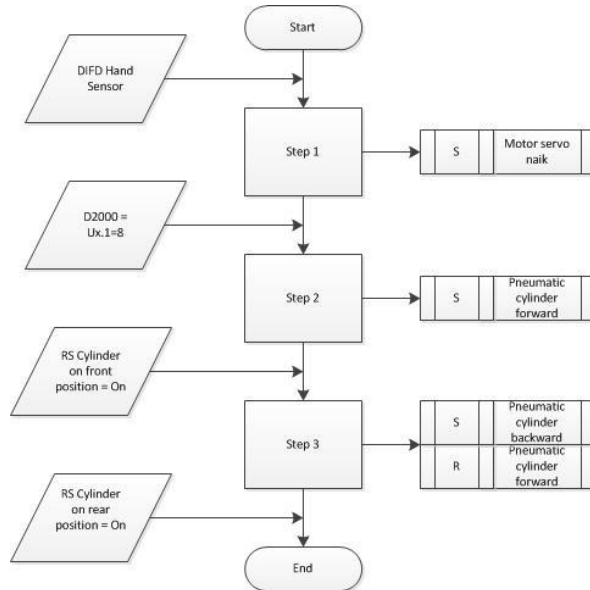 Start
DIFD Hand
Sensor
Step 1
S
Motor servo
naik
D2000 =
Ux.1=8
Step 2
S
Pneumatic
cylinder
forward
RS Cylinder
on front
position = On
Step 3
S
Pneumatic
cylinder
backward
R
Pneumatic
cylinder
forward
RS Cylinder
on rear
position = On
End